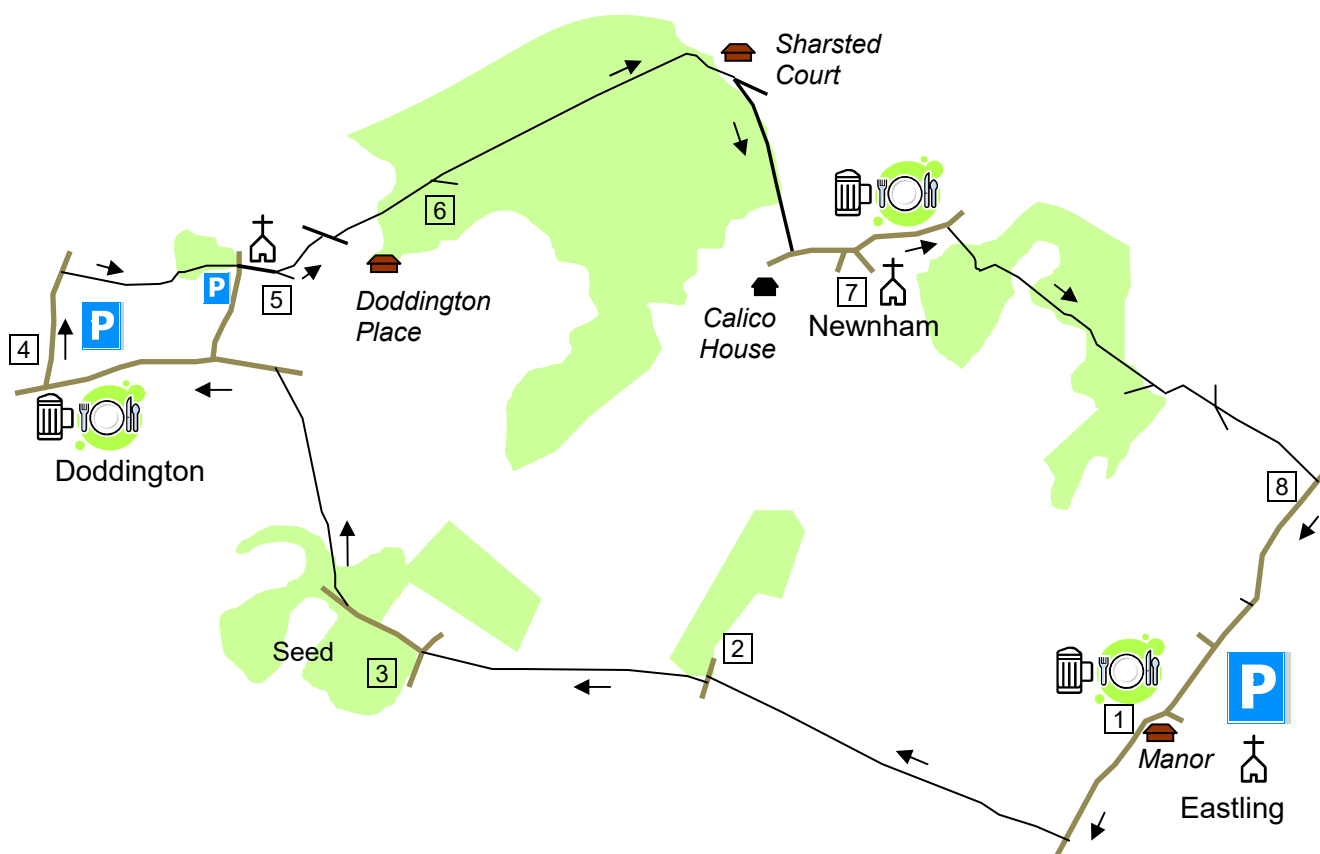 Sharsted
Court
6
P
5
Doddington
Place
P
4
Calico
House
7
Newnham
Doddington
8
Seed
3
2
1
P
Manor
Eastling